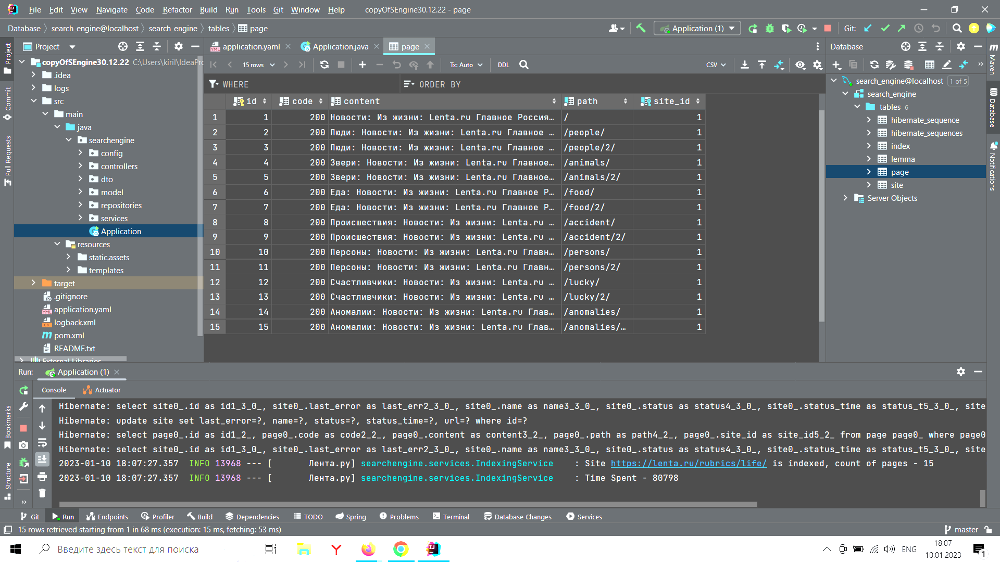 File Edit View Navigate Code Refactor Build Run Tools Git Window Help copyOfSEngine30.12.22 - page
Database search_engine@localhost search_engine tables page Application (1) Git:
Project
Commit
Pull Requests
Bookmarks
Structure
Project
copyOfSEngine30.12.22 C:\Users\kiril\IdeaPro
.idea
logs
src
main
java
searchengine
config
controllers
dto
model
repositories
services
Application
resources
static.assets
templates
target
.gitignore
application.yaml
logback.xml
pom.xml
README.txt
External Libraries
application.yaml Application.java page
15 rows Tx: Auto DDL CSV
WHERE ORDER BY
id code content path site_id
1 1 200 Новости: Из жизни: Lenta.ru Главное Россия… / 1
2 2 200 Люди: Новости: Из жизни: Lenta.ru Главное … /people/ 1
3 3 200 Люди: Новости: Из жизни: Lenta.ru Главное … /people/2/ 1
4 4 200 Звери: Новости: Из жизни: Lenta.ru Главное… /animals/ 1
5 5 200 Звери: Новости: Из жизни: Lenta.ru Главное… /animals/2/ 1
6 6 200 Еда: Новости: Из жизни: Lenta.ru Главное Р… /food/ 1
7 7 200 Еда: Новости: Из жизни: Lenta.ru Главное Р… /food/2/ 1
8 8 200 Происшествия: Новости: Из жизни: Lenta.ru … /accident/ 1
9 9 200 Происшествия: Новости: Из жизни: Lenta.ru … /accident/2/ 1
10 10 200 Персоны: Новости: Из жизни: Lenta.ru Главн… /persons/ 1
11 11 200 Персоны: Новости: Из жизни: Lenta.ru Главн… /persons/2/ 1
12 12 200 Счастливчики: Новости: Из жизни: Lenta.ru … /lucky/ 1
13 13 200 Счастливчики: Новости: Из жизни: Lenta.ru … /lucky/2/ 1
14 14 200 Аномалии: Новости: Из жизни: Lenta.ru Глав… /anomalies/ 1
15 15 200 Аномалии: Новости: Из жизни: Lenta.ru Глав… /anomalies/… 1
Database
search_engine@localhost 1 of 5
search_engine
tables 6
hibernate_sequence
hibernate_sequences
index
lemma
page
site
Server Objects
Maven
Database
Notifications
Run: Application (1)
Console Actuator
Hibernate: select site0_.id as id1_3_0_, site0_.last_error as last_err2_3_0_, site0_.name as name3_3_0_, site0_.status as status4_3_0_, site0_.status_time as status_t5_3_0_, site
Hibernate: update site set last_error=?, name=?, status=?, status_time=?, url=? where id=?
Hibernate: select page0_.id as id1_2_, page0_.code as code2_2_, page0_.content as content3_2_, page0_.path as path4_2_, page0_.site_id as site_id5_2_ from page page0_ where page0
Hibernate: select site0_.id as id1_3_0_, site0_.last_error as last_err2_3_0_, site0_.name as name3_3_0_, site0_.status as status4_3_0_, site0_.status_time as status_t5_3_0_, site
2023-01-10 18:07:27.357 INFO 13968 --- [ Лента.ру] searchengine.services.IndexingService : Site https://lenta.ru/rubrics/life/ is indexed, count of pages - 15
2023-01-10 18:07:27.357 INFO 13968 --- [ Лента.ру] searchengine.services.IndexingService : Time Spent - 80798
Git Run Endpoints Profiler Build Dependencies TODO Spring Problems Terminal Database Changes Services
15 rows retrieved starting from 1 in 68 ms (execution: 15 ms, fetching: 53 ms) master
Введите здесь текст для поиска ENG 18:07
10.01.2023 1